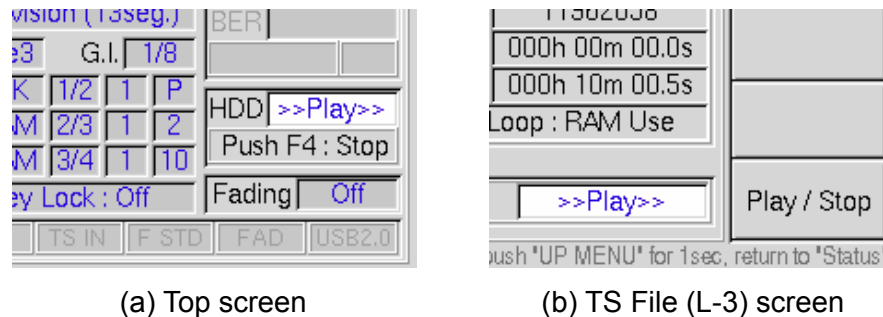 vision (13seg.)
BER
e3 G.I. 1/8
K 1/2 1 P
AM 2/3 1 2
AM 3/4 1 10
HDD >>Play>>
Push F4 : Stop
ey Lock : Off
Fading Off
TS IN F STD FAD USB2.0
(a) Top screen
11962058
000h 00m 00.0s
000h 10m 00.5s
Loop : RAM Use
>>Play>>
Play / Stop
push "UP MENU" for 1sec, return to "Status
(b) TS File (L-3) screen